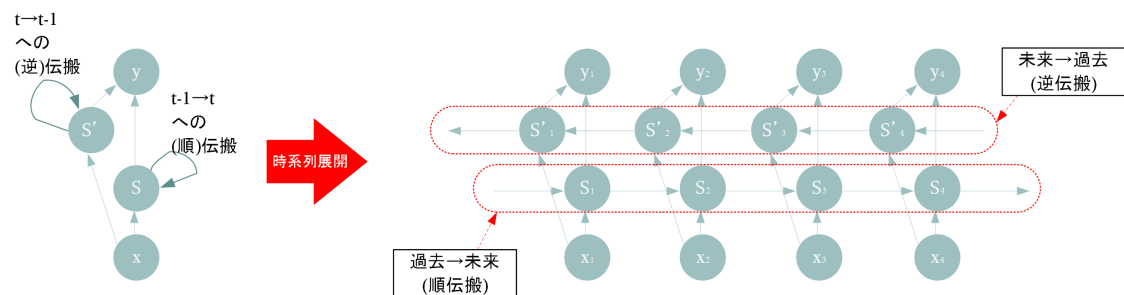 t→t-1
への
(逆)伝搬
y
t-1→t
への
(順)伝搬
S'
S
x
時系列展開
y₁ y₂ y₃ y₄
未来→過去
(逆伝搬)
S'₁ S'₂ S'₃ S'₄
S₁ S₂ S₃ S₄
過去→未来
(順伝搬)
x₁ x₂ x₃ x₄